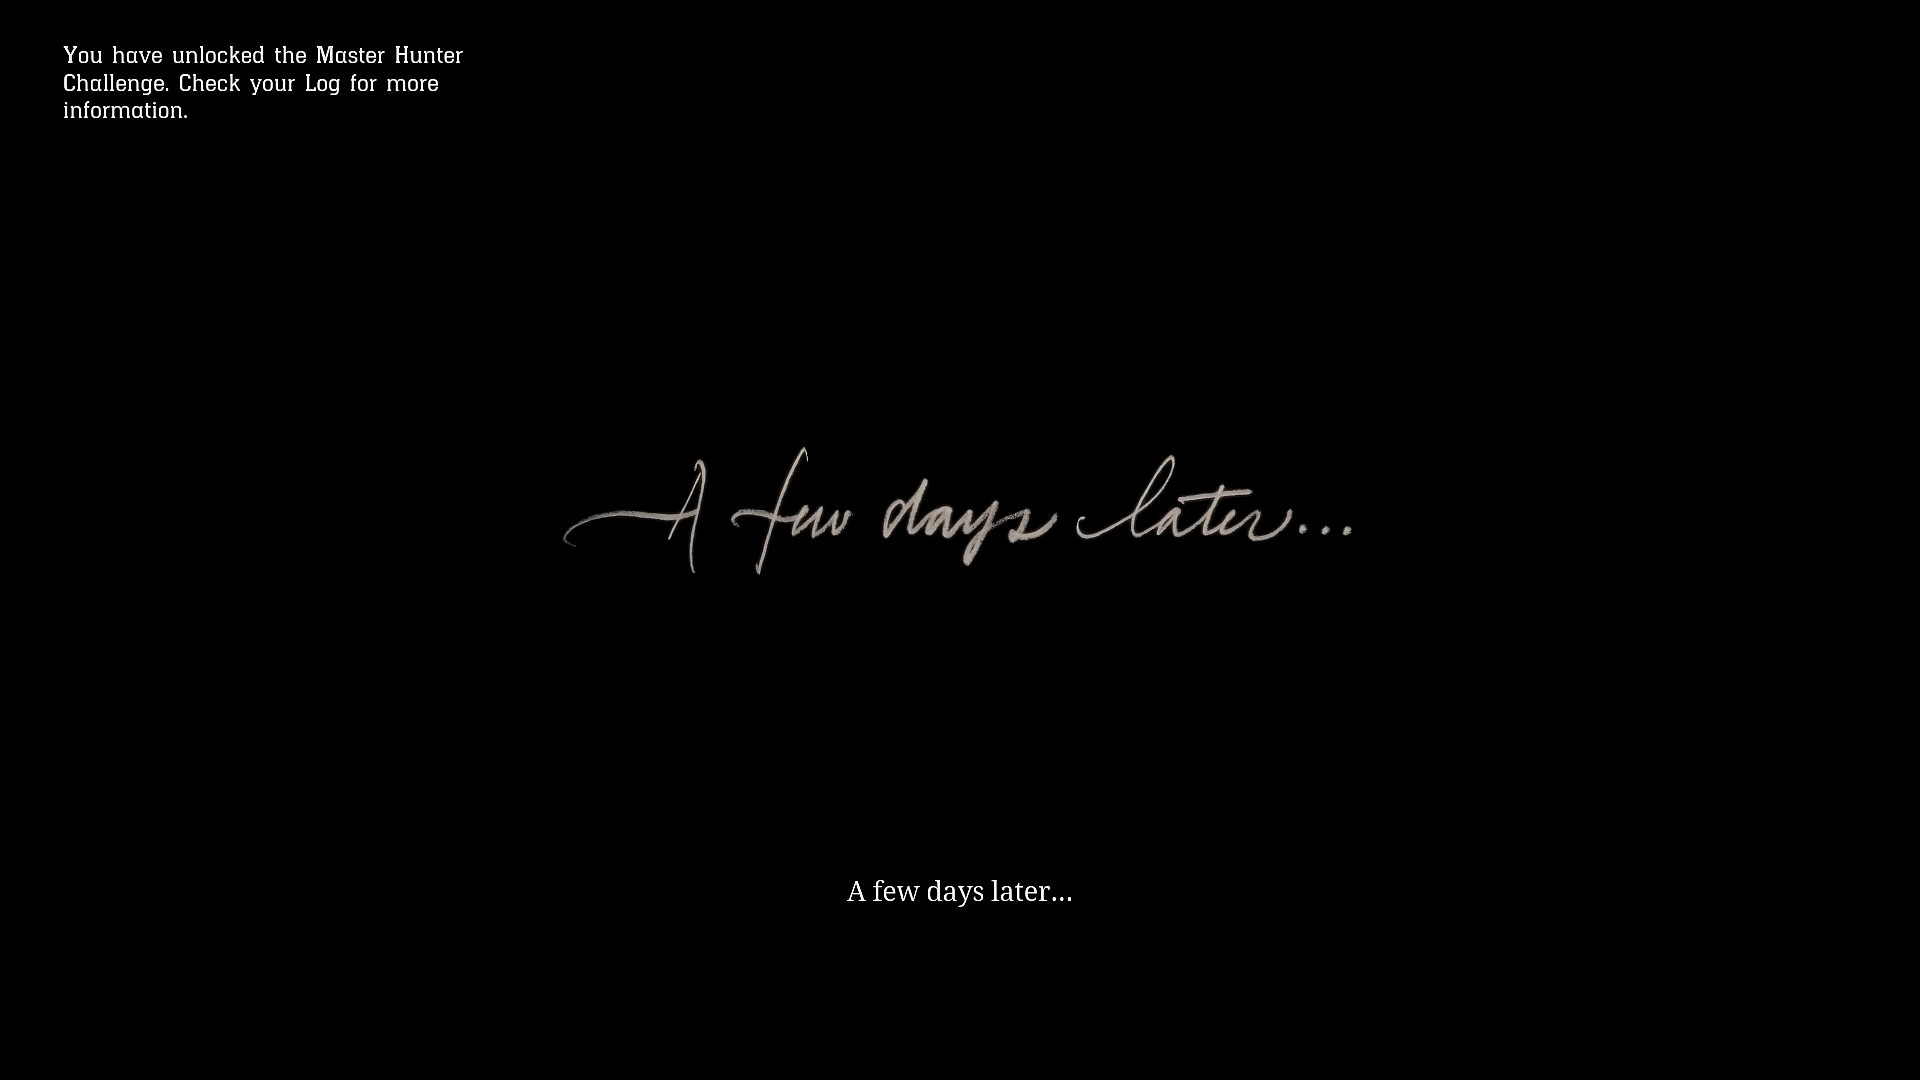 You have unlocked the Master Hunter
Challenge. Check your Log for more
information.
A few days later...
A few days later...